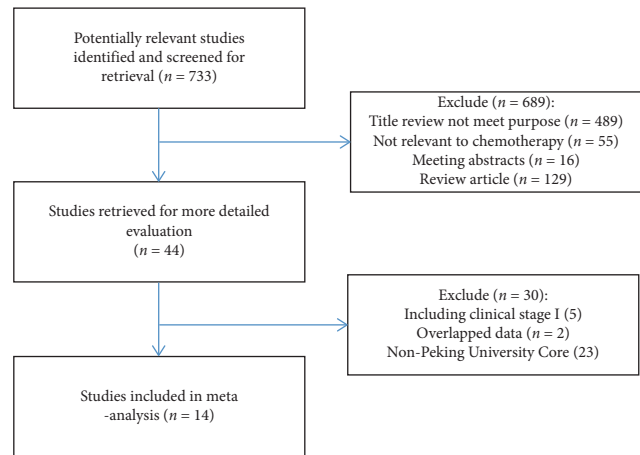 Potentially relevant studies
identified and screened for
retrieval (n = 733)
Exclude (n = 689):
Title review not meet purpose (n = 489)
Not relevant to chemotherapy (n = 55)
Meeting abstracts (n = 16)
Review article (n = 129)
Studies retrieved for more detailed
evaluation
(n = 44)
Exclude (n = 30):
Including clinical stage I (5)
Overlapped data (n = 2)
Non-Peking University Core (23)
Studies included in meta
-analysis (n = 14)